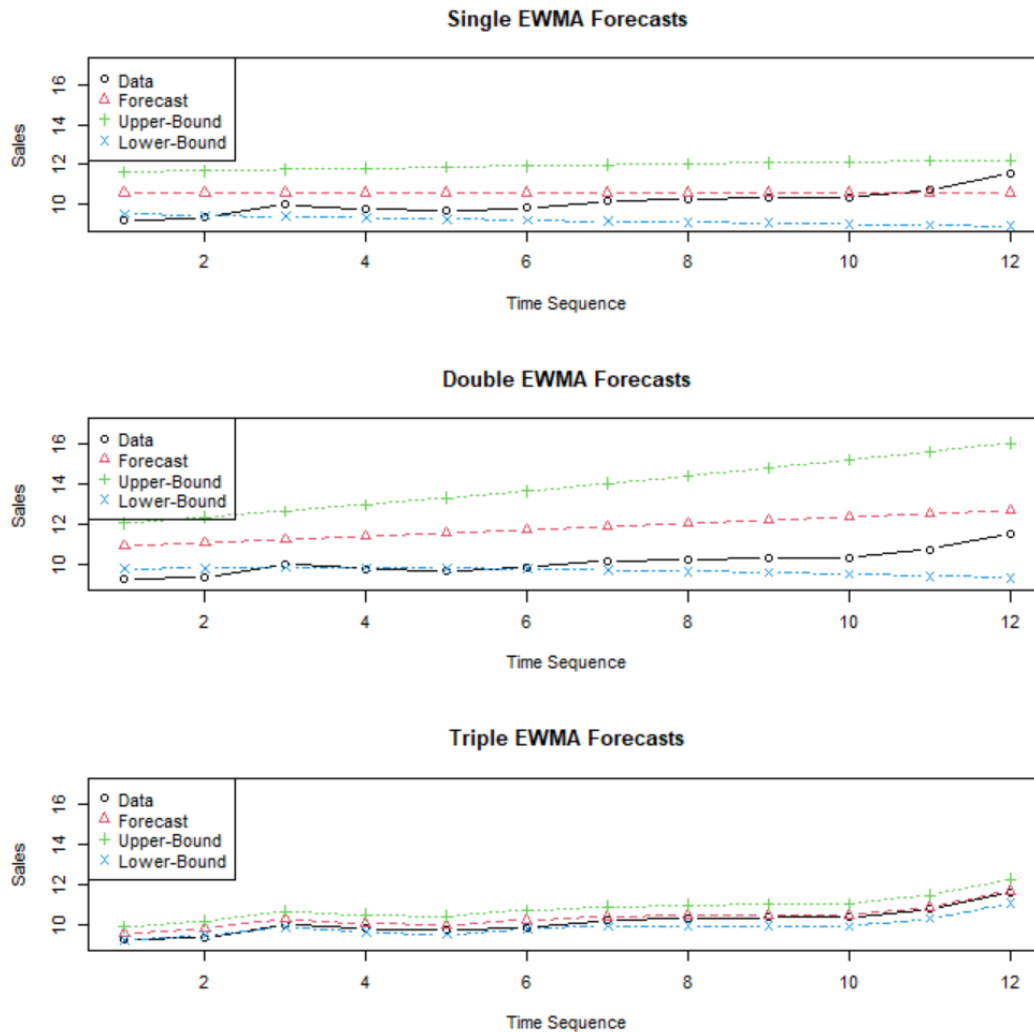 Single EWMA Forecasts
Sales
10 12 14 16
Data
Forecast
Upper-Bound
Lower-Bound
2 4 6 8 10 12
Time Sequence
Double EWMA Forecasts
Sales
10 12 14 16
Data
Forecast
Upper-Bound
Lower-Bound
2 4 6 8 10 12
Time Sequence
Triple EWMA Forecasts
Sales
10 12 14 16
Data
Forecast
Upper-Bound
Lower-Bound
2 4 6 8 10 12
Time Sequence